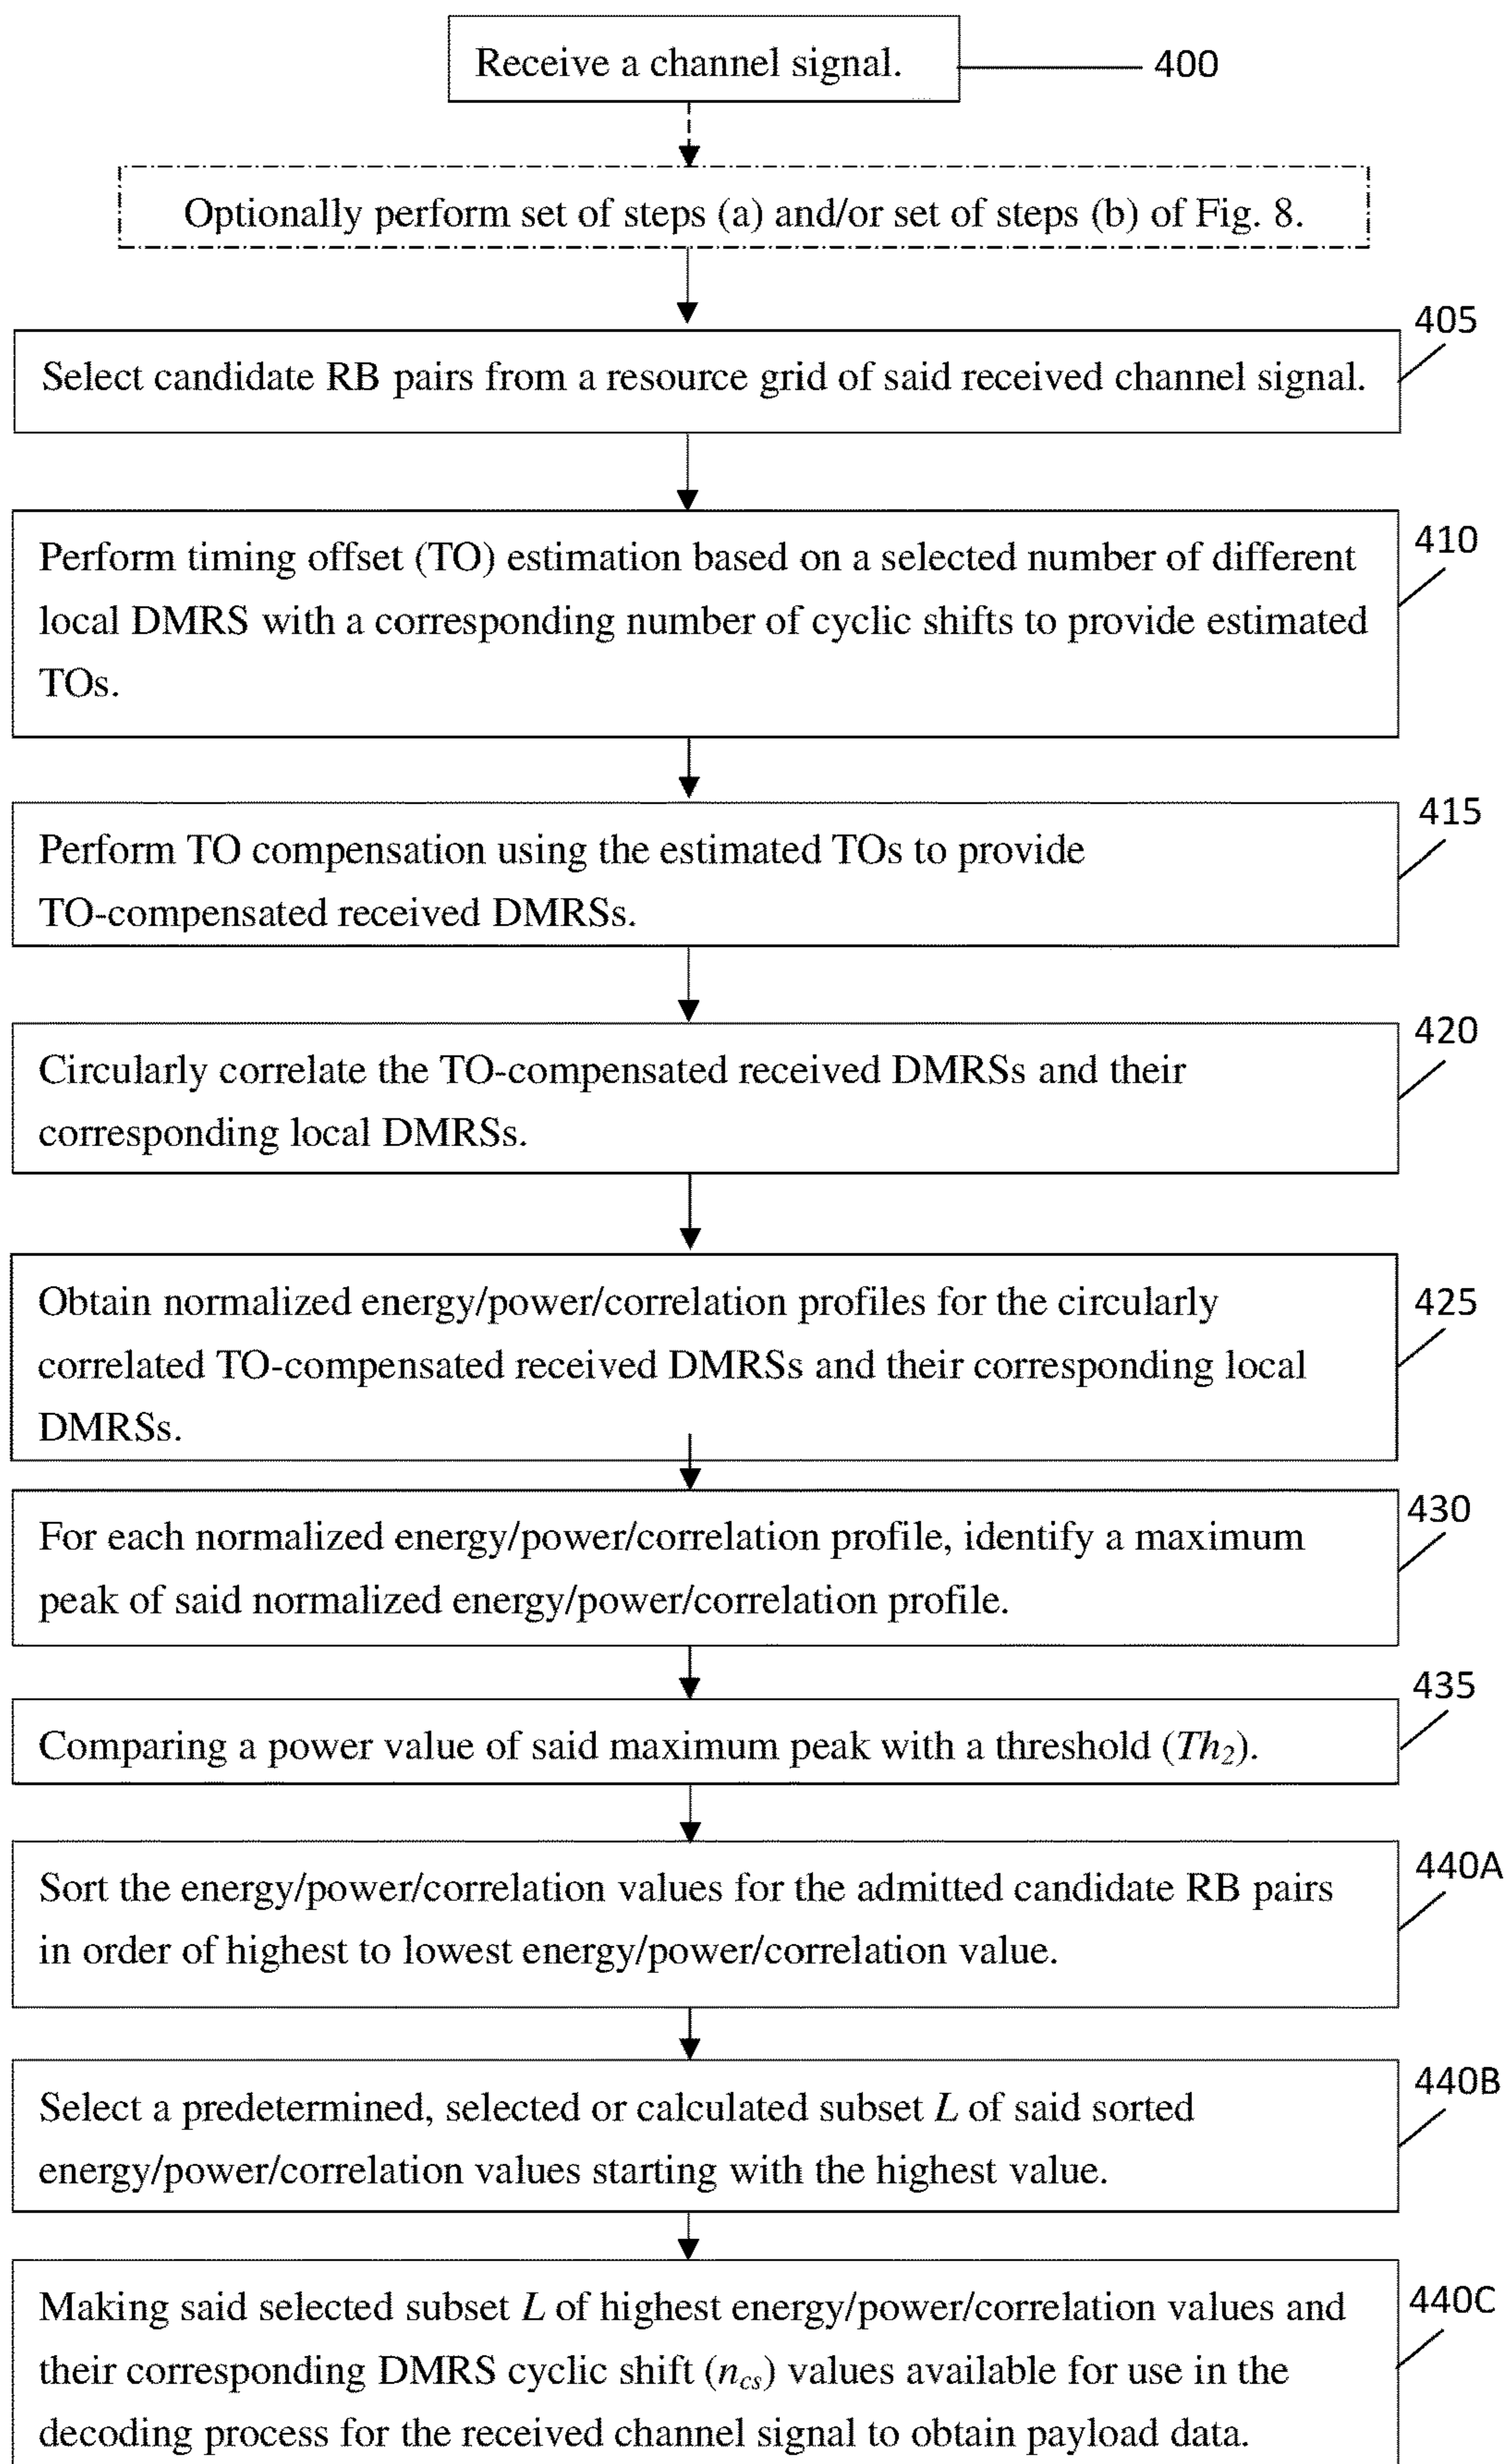 Receive a channel signal.
400
Optionally perform set of steps (a) and/or set of steps (b) of Fig. 8.
405
Select candidate RB pairs from a resource grid of said received channel signal.
410
Perform timing offset (TO) estimation based on a selected number of different
local DMRS with a corresponding number of cyclic shifts to provide estimated
TOs.
415
Perform TO compensation using the estimated TOs to provide
TO-compensated received DMRSs.
420
Circularly correlate the TO-compensated received DMRSs and their
corresponding local DMRSs.
425
Obtain normalized energy/power/correlation profiles for the circularly
correlated TO-compensated received DMRSs and their corresponding local
DMRSs.
430
For each normalized energy/power/correlation profile, identify a maximum
peak of said normalized energy/power/correlation profile.
435
Comparing a power value of said maximum peak with a threshold (Th2).
440A
Sort the energy/power/correlation values for the admitted candidate RB pairs
in order of highest to lowest energy/power/correlation value.
440B
Select a predetermined, selected or calculated subset L of said sorted
energy/power/correlation values starting with the highest value.
440C
Making said selected subset L of highest energy/power/correlation values and
their corresponding DMRS cyclic shift (ncs) values available for use in the
decoding process for the received channel signal to obtain payload data.